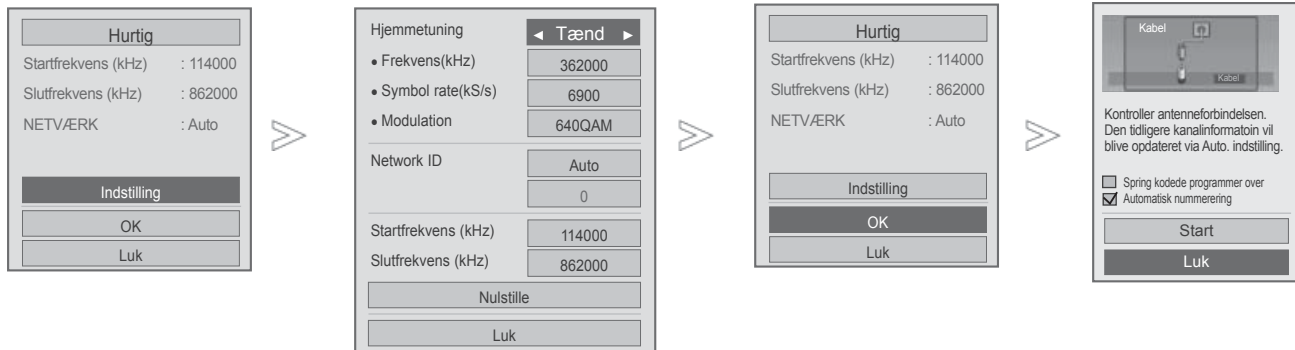 Hurtig
Startfrekvens (kHz) : 114000
Slutfrekvens (kHz) : 862000
NETVÆRK : Auto
Indstilling
OK
Luk
Hjemmetuning ◄ Tænd ►
• Frekvens(kHz) 362000
• Symbol rate(kS/s) 6900
• Modulation 640QAM
Network ID Auto
0
Startfrekvens (kHz) 114000
Slutfrekvens (kHz) 862000
Nulstille
Luk
Hurtig
Startfrekvens (kHz) : 114000
Slutfrekvens (kHz) : 862000
NETVÆRK : Auto
Indstilling
OK
Luk
Kabel
Kabel
Kontroller antenneforbindelsen.
Den tidligere kanalinformatoin vil
blive opdateret via Auto. indstilling.
Spring kodede programmer over
Automatisk nummerering
Start
Luk